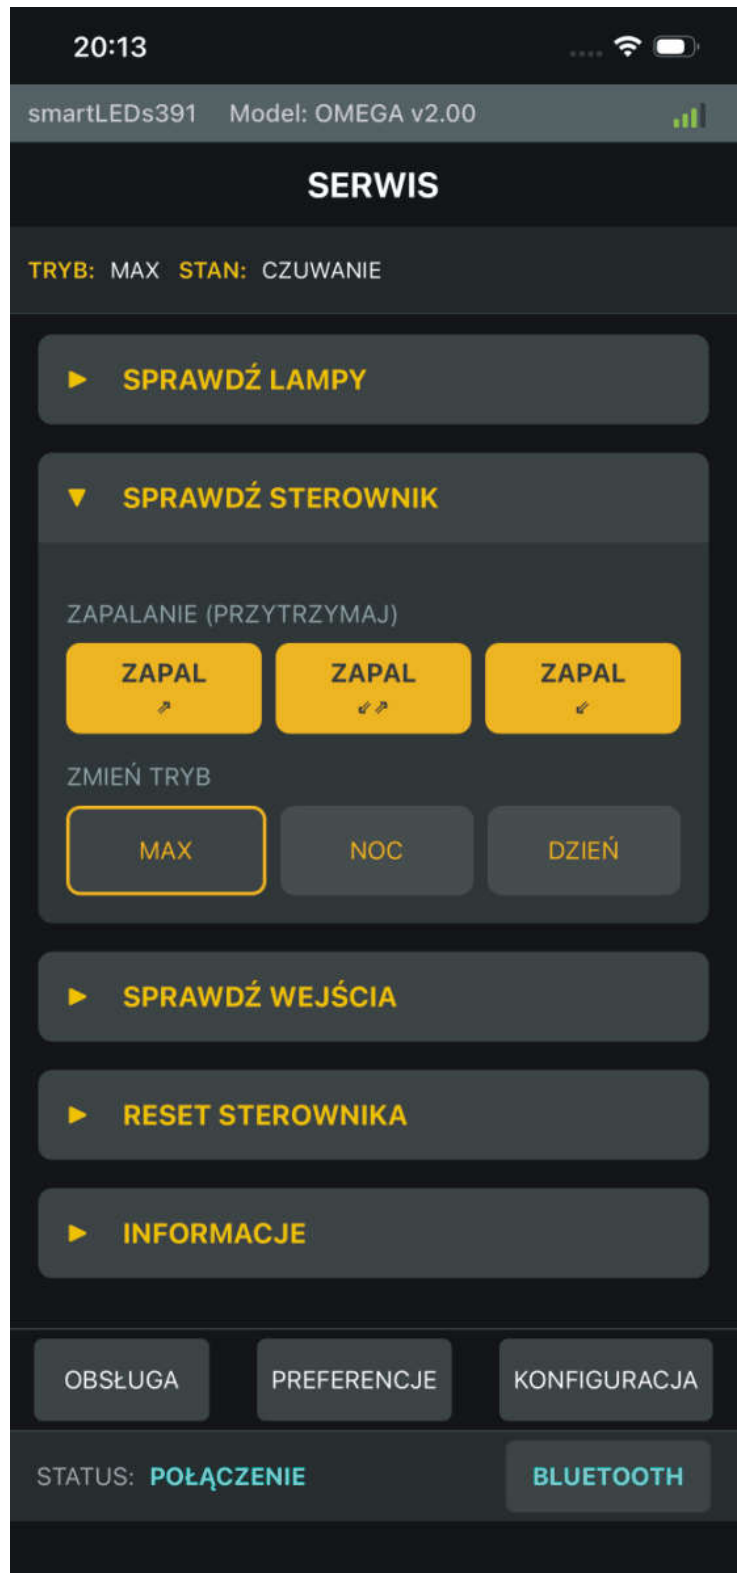 20:13
smartLEDs391 Model: OMEGA v2.00
SERWIS
TRYB: MAX STAN: CZUWANIE
► SPRAWDŹ LAMPY
▼ SPRAWDŹ STEROWNIK
ZAPALANIE (PRZYTRZYMAJ)
ZAPAL ZAPAL ZAPAL
⇗ ⇙⇗ ⇙
ZMIEŃ TRYB
MAX NOC DZIEŃ
► SPRAWDŹ WEJŚCIA
► RESET STEROWNIKA
► INFORMACJE
OBSŁUGA PREFERENCJE KONFIGURACJA
STATUS: POŁĄCZENIE BLUETOOTH